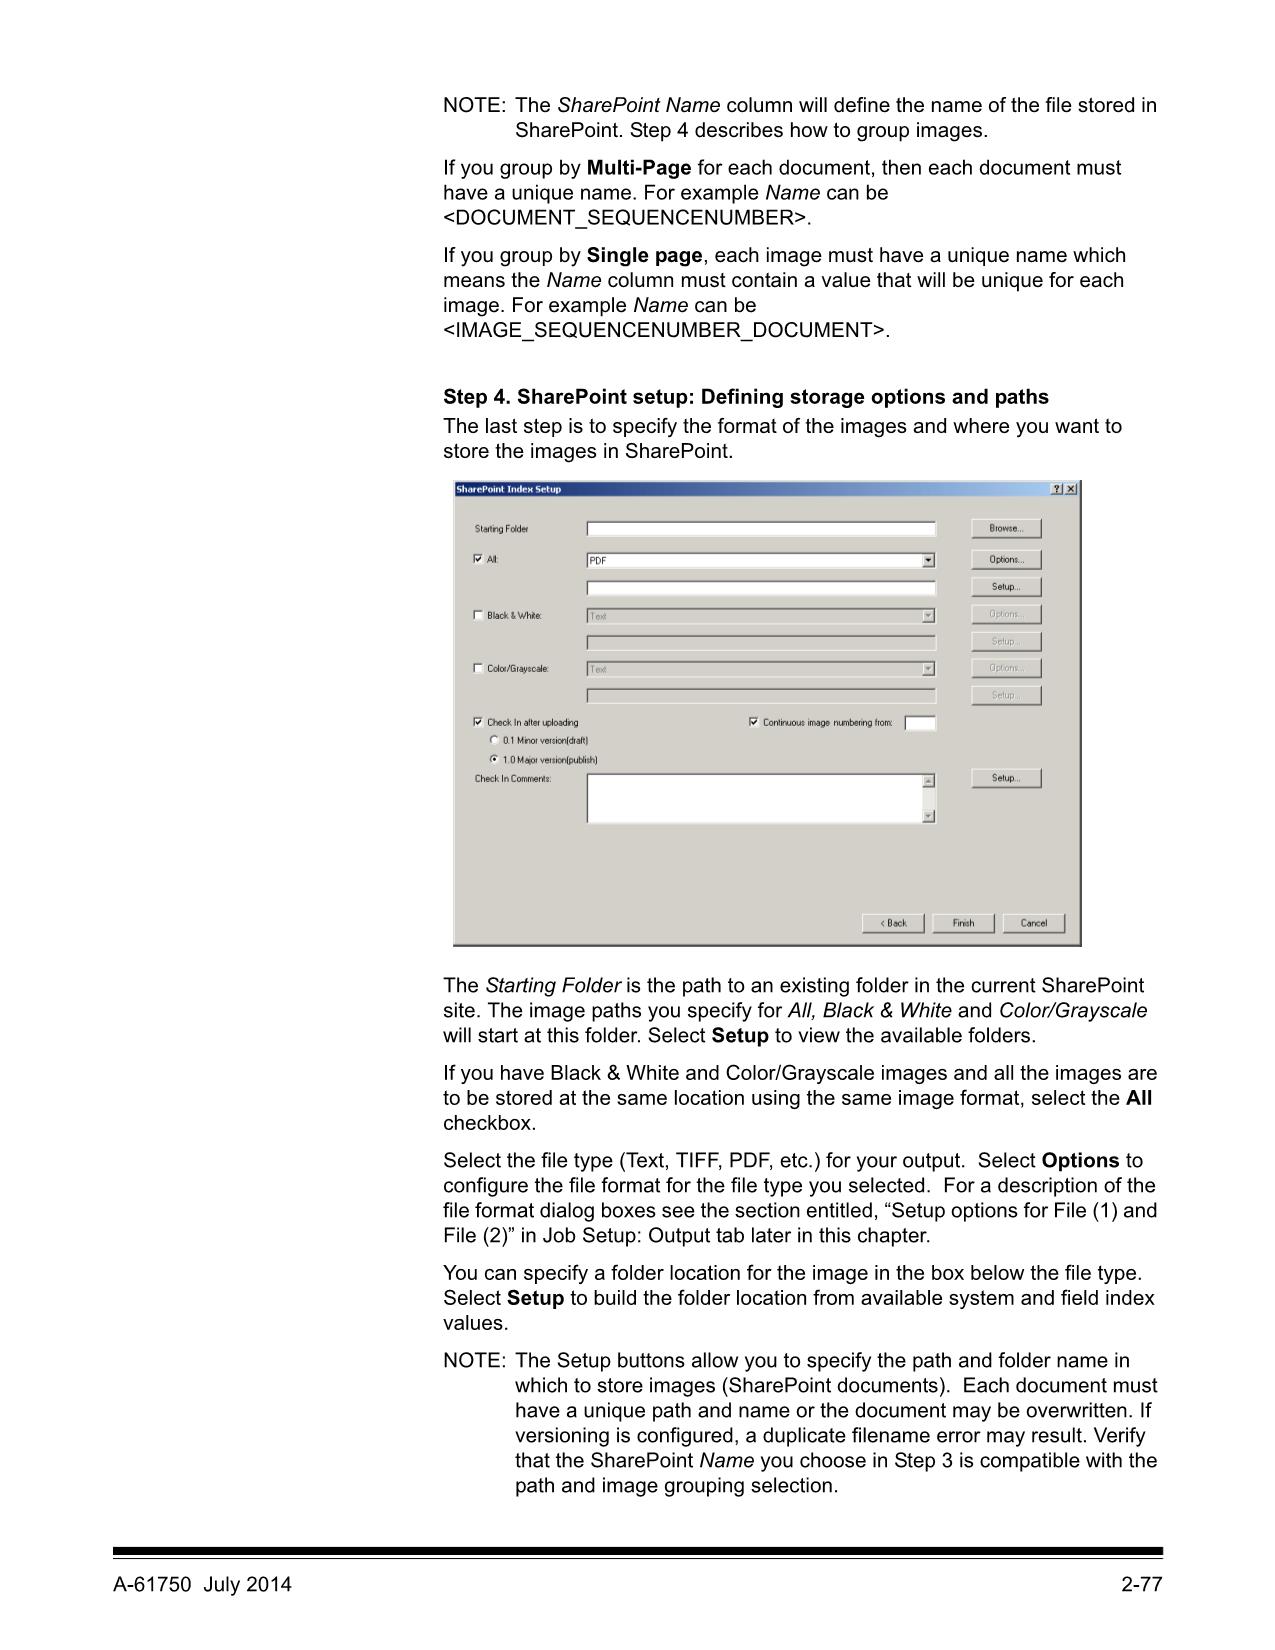 NOTE: The SharePoint Name column will define the name of the file stored in
SharePoint. Step 4 describes how to group images.
If you group by Multi-Page for each document, then each document must
have a unique name. For example Name can be
<DOCUMENT_SEQUENCENUMBER>.
If you group by Single page, each image must have a unique name which
means the Name column must contain a value that will be unique for each
image. For example Name can be
<IMAGE_SEQUENCENUMBER_DOCUMENT>.
Step 4. SharePoint setup: Defining storage options and paths
The last step is to specify the format of the images and where you want to
store the images in SharePoint.
SharePoint Index Setup
Starting Folder Browse...
All: PDF Options...
Setup...
Black & White: Text Options...
Setup...
Color/Grayscale: Text Options...
Setup...
Check In after uploading Continuous image numbering from:
0.1 Minor version(draft)
1.0 Major version(publish)
Check In Comments: Setup...
< Back Finish Cancel
The Starting Folder is the path to an existing folder in the current SharePoint
site. The image paths you specify for All, Black & White and Color/Grayscale
will start at this folder. Select Setup to view the available folders.
If you have Black & White and Color/Grayscale images and all the images are
to be stored at the same location using the same image format, select the All
checkbox.
Select the file type (Text, TIFF, PDF, etc.) for your output.  Select Options to
configure the file format for the file type you selected.  For a description of the
file format dialog boxes see the section entitled, “Setup options for File (1) and
File (2)” in Job Setup: Output tab later in this chapter.
You can specify a folder location for the image in the box below the file type.
Select Setup to build the folder location from available system and field index
values.
NOTE: The Setup buttons allow you to specify the path and folder name in
which to store images (SharePoint documents).  Each document must
have a unique path and name or the document may be overwritten. If
versioning is configured, a duplicate filename error may result. Verify
that the SharePoint Name you choose in Step 3 is compatible with the
path and image grouping selection.
A-61750  July 2014 2-77